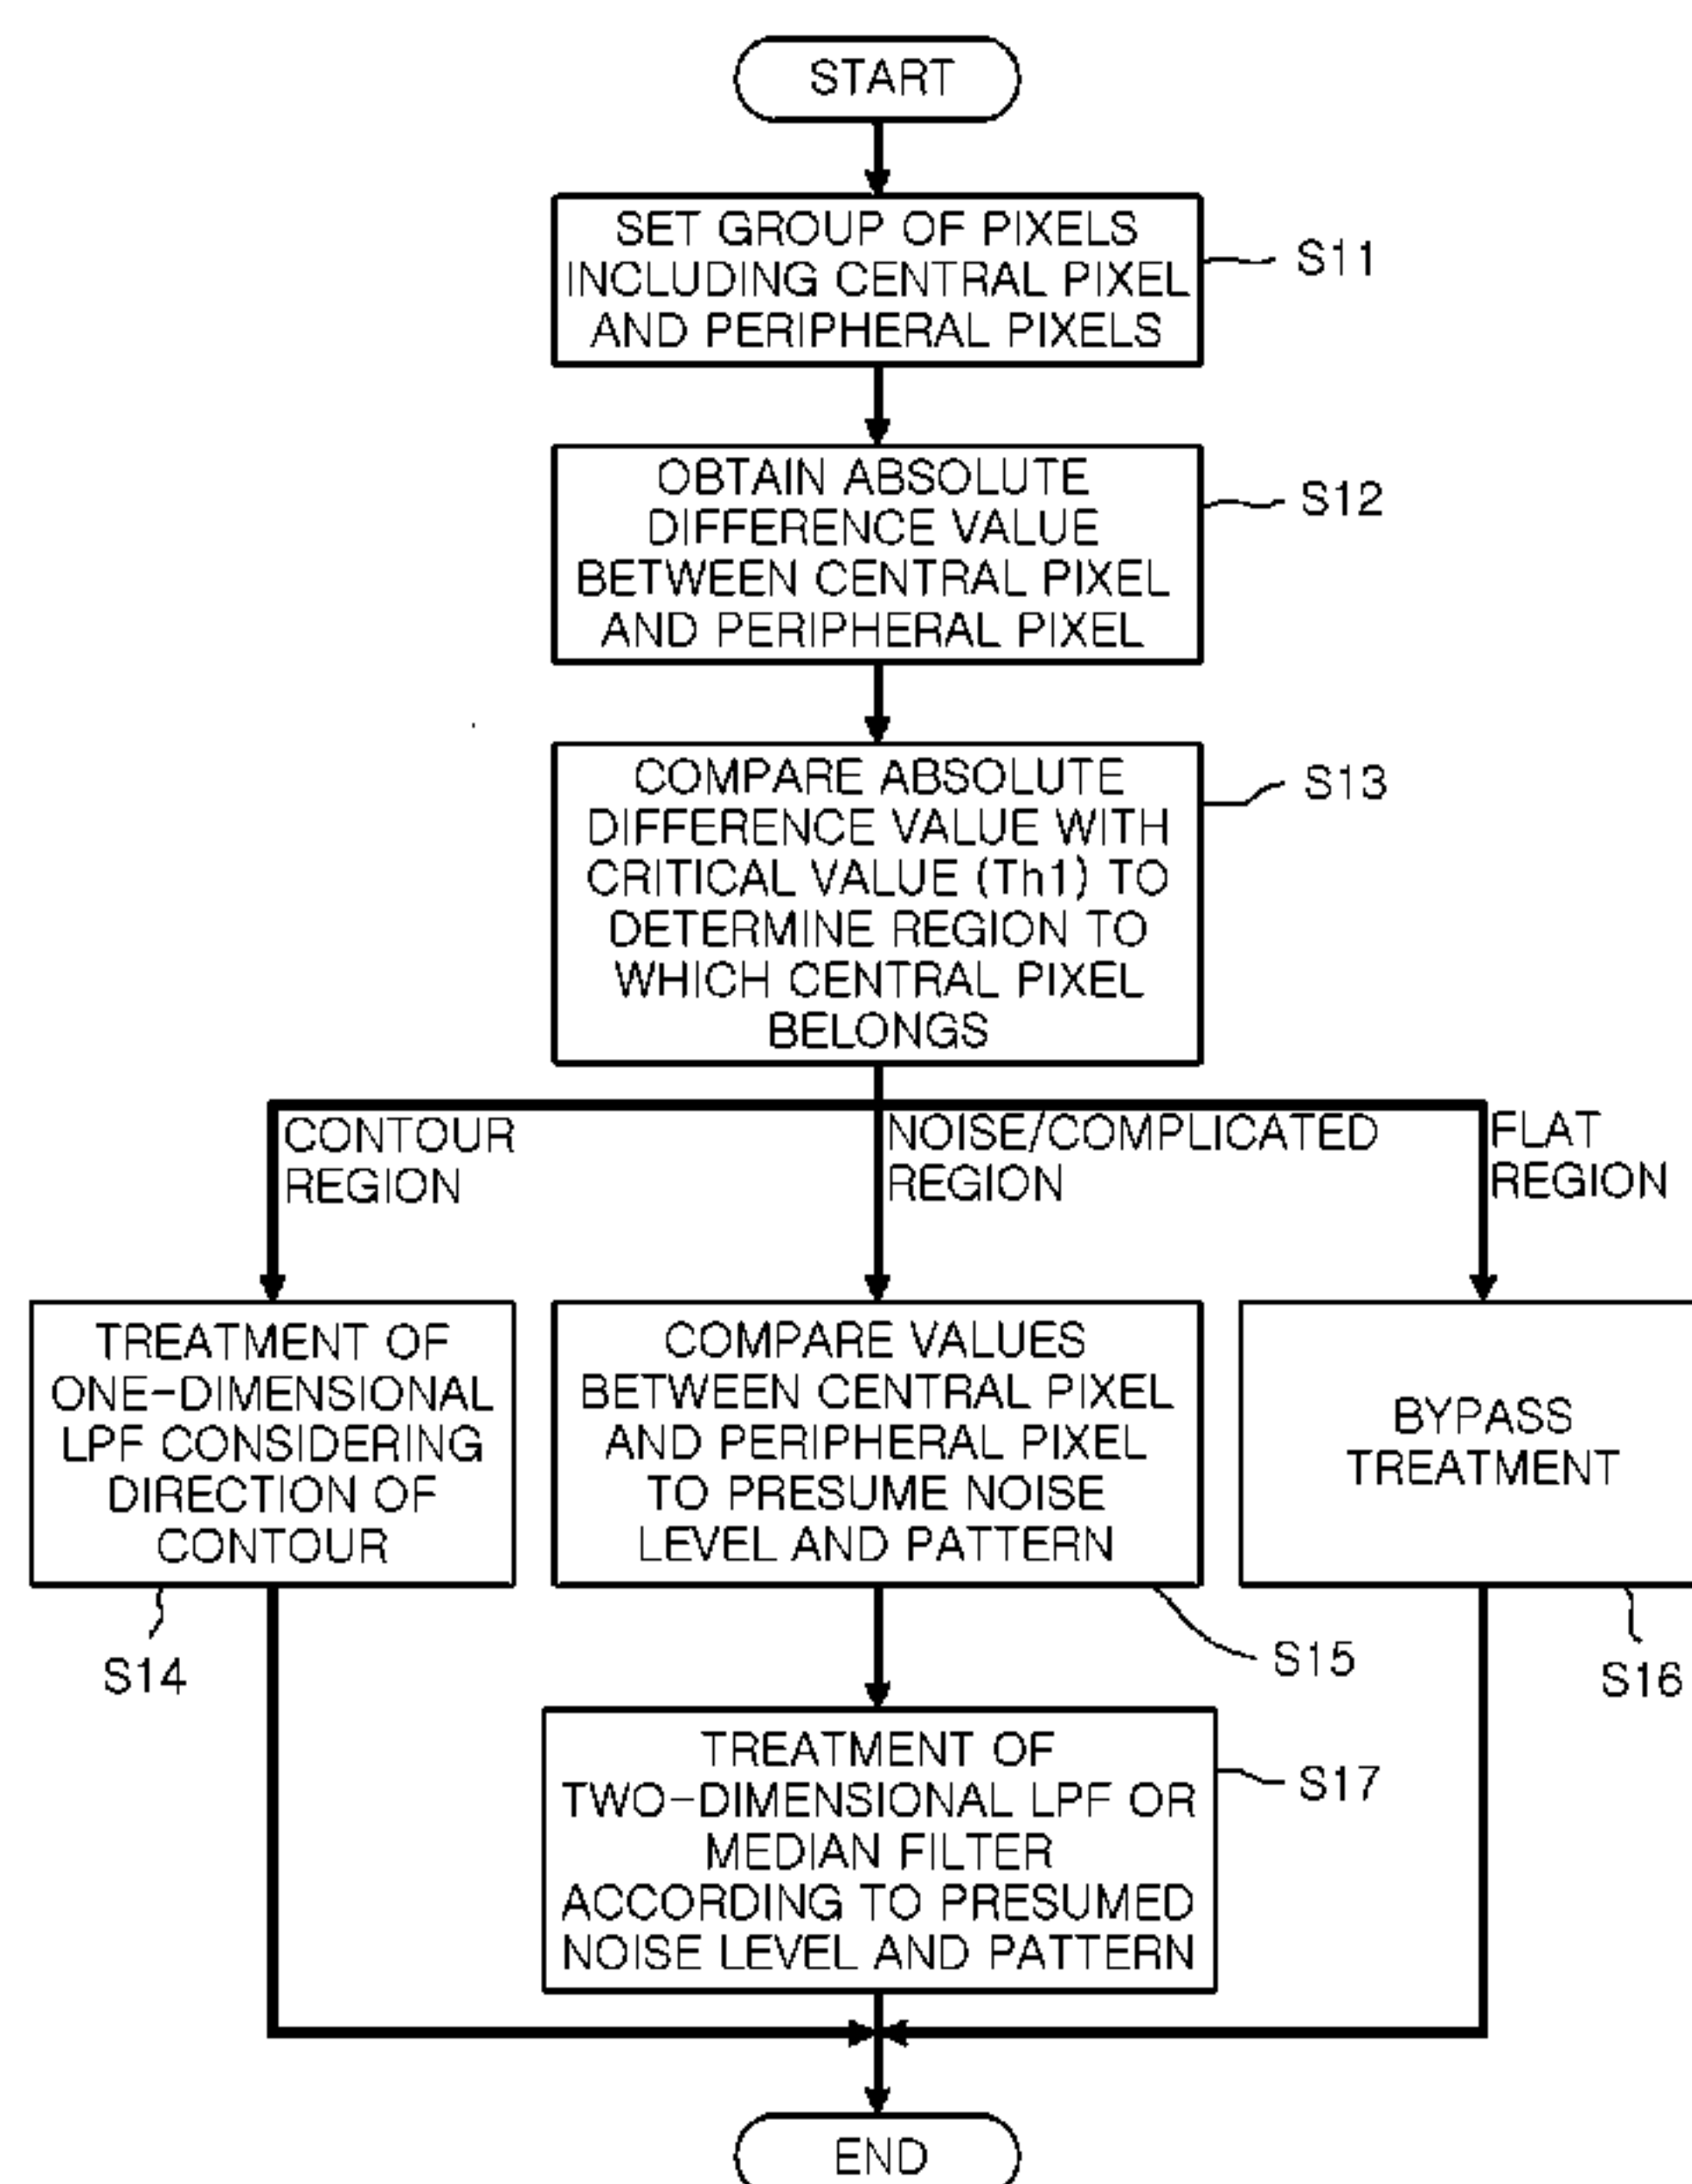 START
SET GROUP OF PIXELS
INCLUDING CENTRAL PIXEL
AND PERIPHERAL PIXELS
S11
OBTAIN ABSOLUTE
DIFFERENCE VALUE
BETWEEN CENTRAL PIXEL
AND PERIPHERAL PIXEL
S12
COMPARE ABSOLUTE
DIFFERENCE VALUE WITH
CRITICAL VALUE (Th1) TO
DETERMINE REGION TO
WHICH CENTRAL PIXEL
BELONGS
S13
CONTOUR
REGION
NOISE/COMPLICATED
REGION
FLAT
REGION
TREATMENT OF
ONE-DIMENSIONAL
LPF CONSIDERING
DIRECTION OF
CONTOUR
S14
COMPARE VALUES
BETWEEN CENTRAL PIXEL
AND PERIPHERAL PIXEL
TO PRESUME NOISE
LEVEL AND PATTERN
S15
BYPASS
TREATMENT
S16
TREATMENT OF
TWO-DIMENSIONAL LPF OR
MEDIAN FILTER
ACCORDING TO PRESUMED
NOISE LEVEL AND PATTERN
S17
END